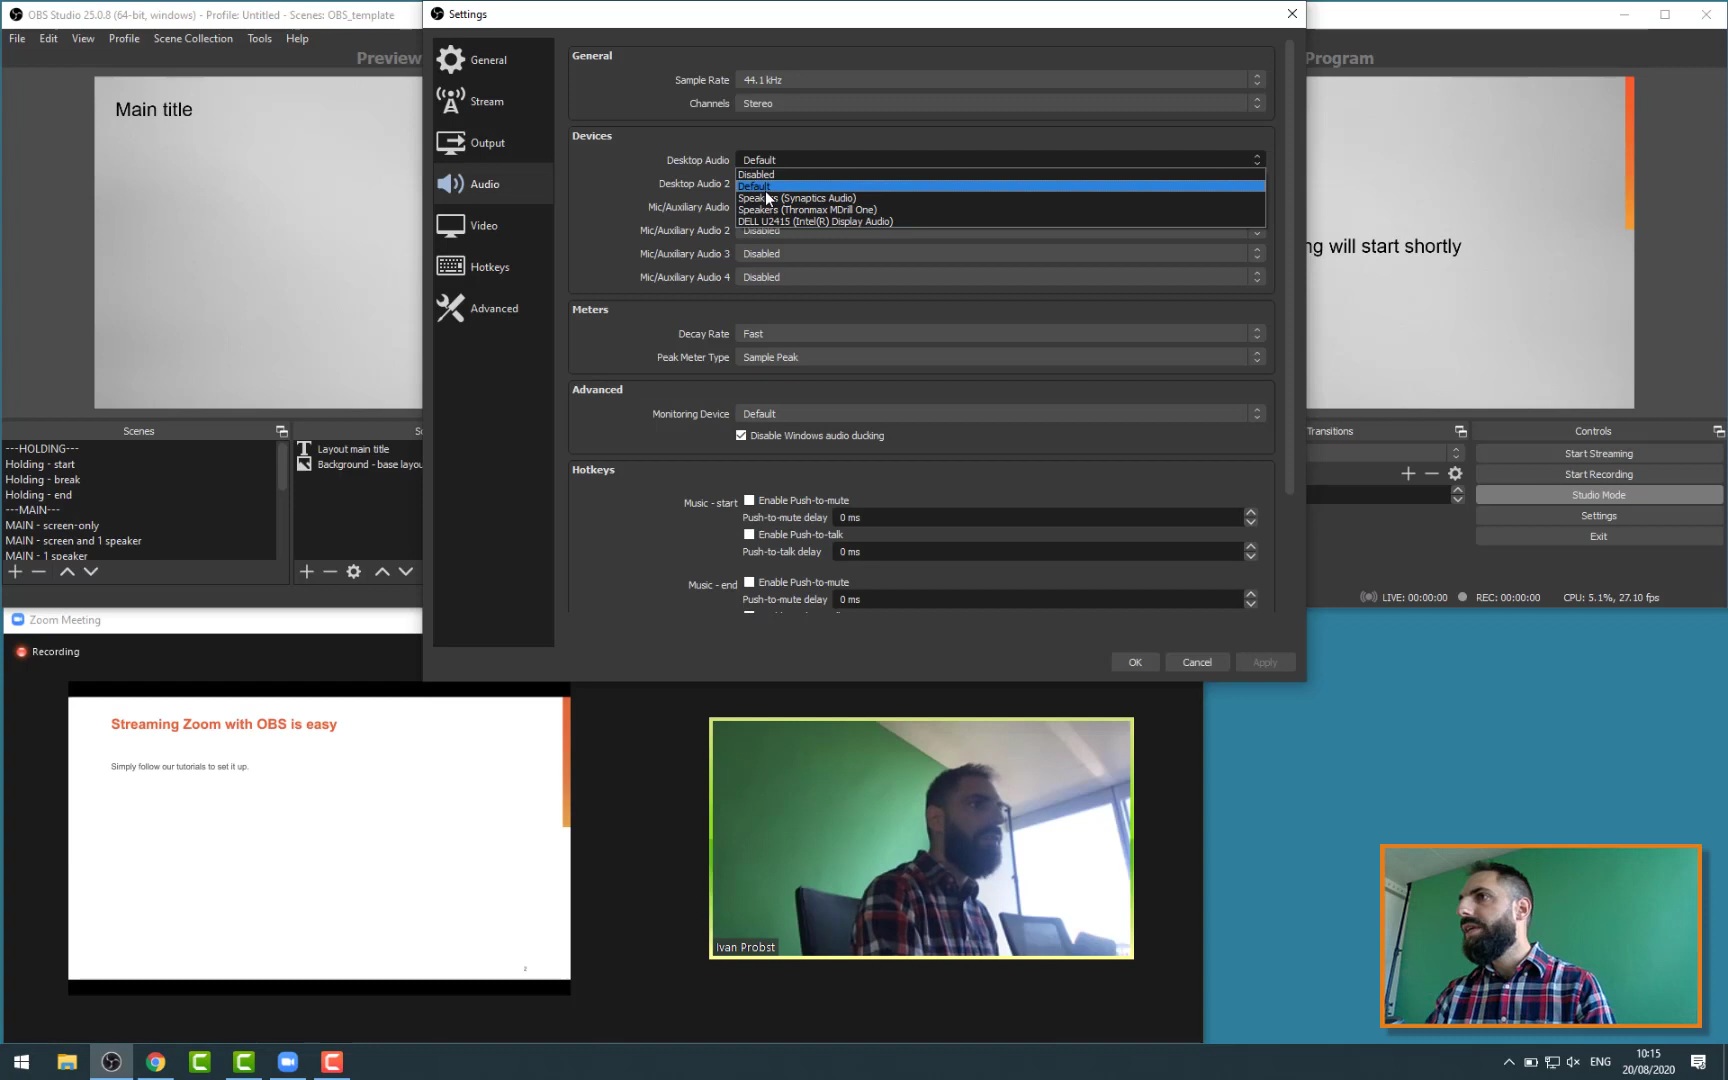 OBS Studio 25.0.8 (64-bit, windows) - Profile: Untitled - Scenes: OBS_template
Settings
File Edit View Profile Scene Collection Tools Help
Preview
Program
Main title
ng will start shortly
General
Stream
Output
Audio
Video
Hotkeys
Advanced
General
Sample Rate 44.1 kHz
Channels Stereo
Devices
Desktop Audio Default
Disabled
Default
Speakers (Synaptics Audio)
Speakers (Thronmax MDrill One)
DELL U2415 (Intel(R) Display Audio)
Desktop Audio 2
Mic/Auxiliary Audio
Mic/Auxiliary Audio 2 Disabled
Mic/Auxiliary Audio 3 Disabled
Mic/Auxiliary Audio 4 Disabled
Meters
Decay Rate Fast
Peak Meter Type Sample Peak
Advanced
Monitoring Device Default
Disable Windows audio ducking
Hotkeys
Music - start Enable Push-to-mute
Push-to-mute delay 0 ms
Enable Push-to-talk
Push-to-talk delay 0 ms
Music - end Enable Push-to-mute
Push-to-mute delay 0 ms
OK Cancel Apply
Scenes
---HOLDING---
Holding - start
Holding - break
Holding - end
---MAIN---
MAIN - screen-only
MAIN - screen and 1 speaker
MAIN - 1 speaker
Layout main title
Background - base layou
Transitions
Controls
Start Streaming
Start Recording
Studio Mode
Settings
Exit
LIVE: 00:00:00 REC: 00:00:00 CPU: 5.1%, 27.10 fps
Zoom Meeting
Recording
Streaming Zoom with OBS is easy
Simply follow our tutorials to set it up.
2
Ivan Probst
ENG
10:15
20/08/2020